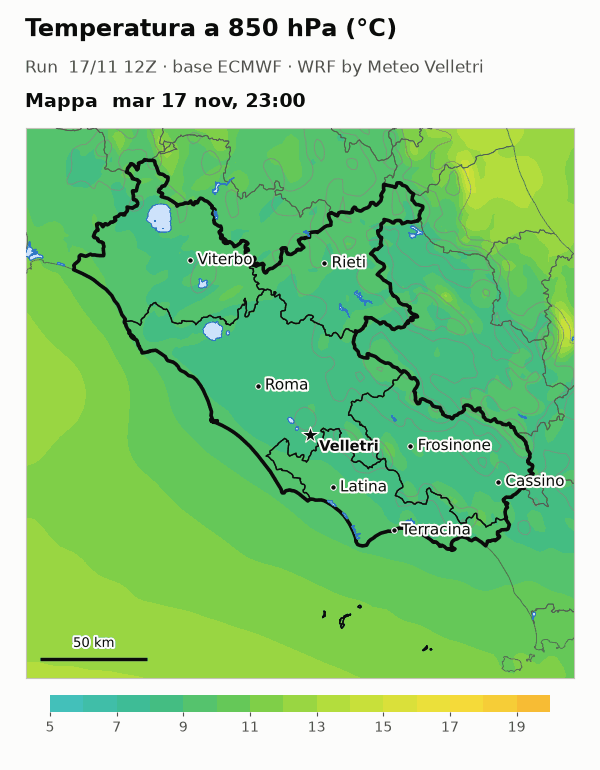 Temperatura a 850 hPa (°C)
Run  17/11 12Z · base ECMWF · WRF by Meteo Velletri
Mappa  mar 17 nov, 23:00
Viterbo
Rieti
Roma
Velletri
Frosinone
Latina
Cassino
Terracina
50 km
5 7 9 11 13 15 17 19